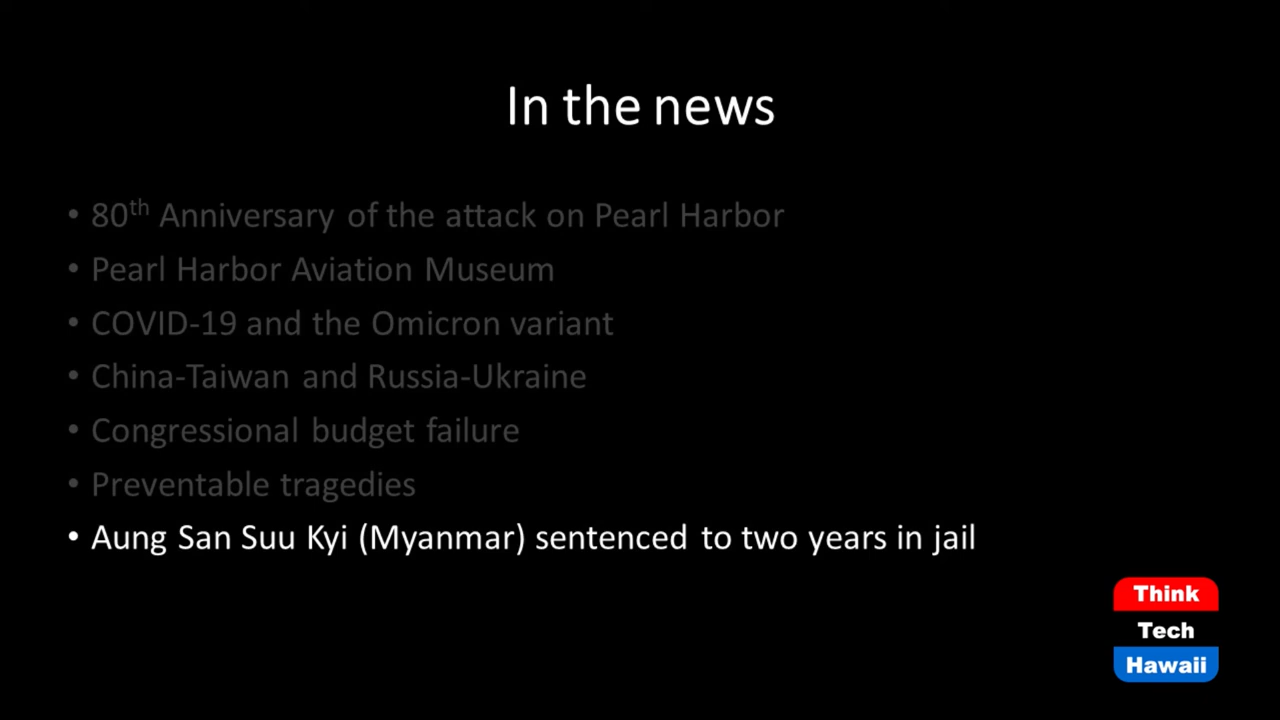 In the news
• 80th Anniversary of the attack on Pearl Harbor
• Pearl Harbor Aviation Museum
• COVID-19 and the Omicron variant
• China-Taiwan and Russia-Ukraine
• Congressional budget failure
• Preventable tragedies
• Aung San Suu Kyi (Myanmar) sentenced to two years in jail
Think
Tech
Hawaii